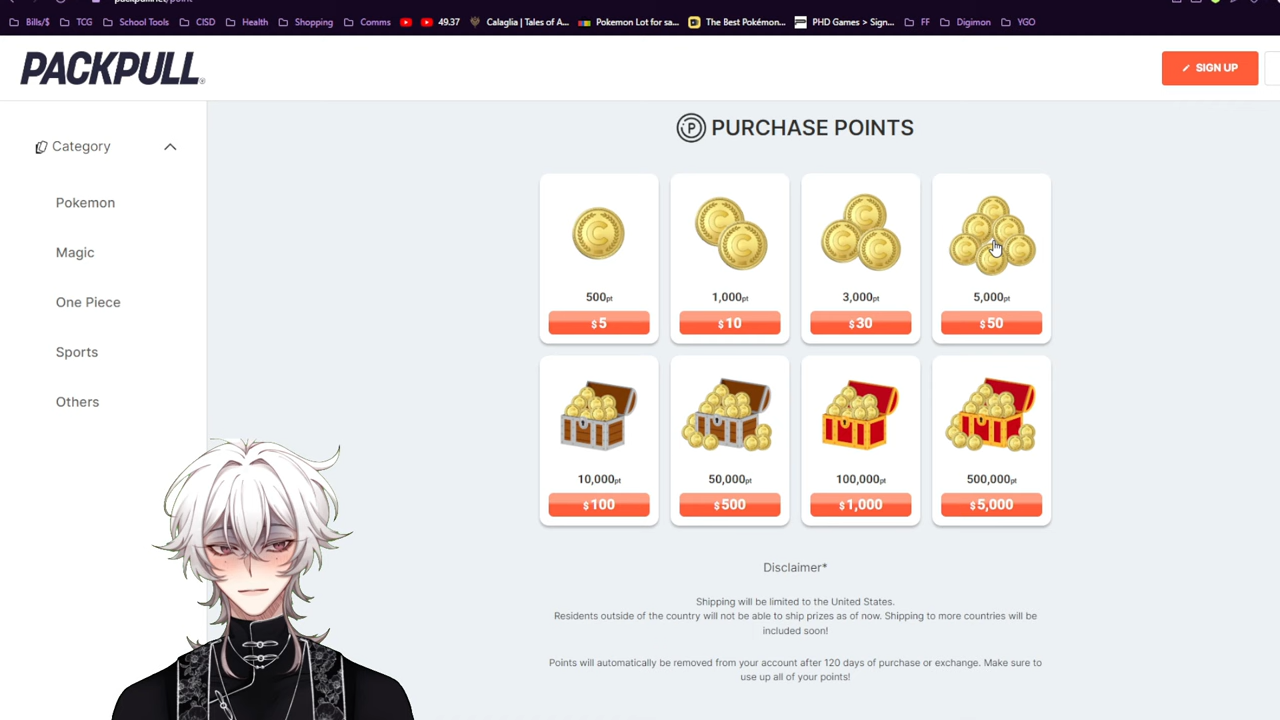 Bills/$ TCG School Tools CISD Health Shopping Comms 49.37 Calaglia | Tales of A... Pokemon Lot for sa... The Best Pokémon... PHD Games > Sign... FF Digimon YGO
PACKPULL
SIGN UP
Category
Pokemon
Magic
One Piece
Sports
Others
P PURCHASE POINTS
500pt 1,000pt 3,000pt 5,000pt
$5 $10 $30 $50
10,000pt 50,000pt 100,000pt 500,000pt
$100 $500 $1,000 $5,000
Disclaimer*
Shipping will be limited to the United States.
Residents outside of the country will not be able to ship prizes as of now. Shipping to more countries will be
included soon!
Points will automatically be removed from your account after 120 days of purchase or exchange. Make sure to
use up all of your points!